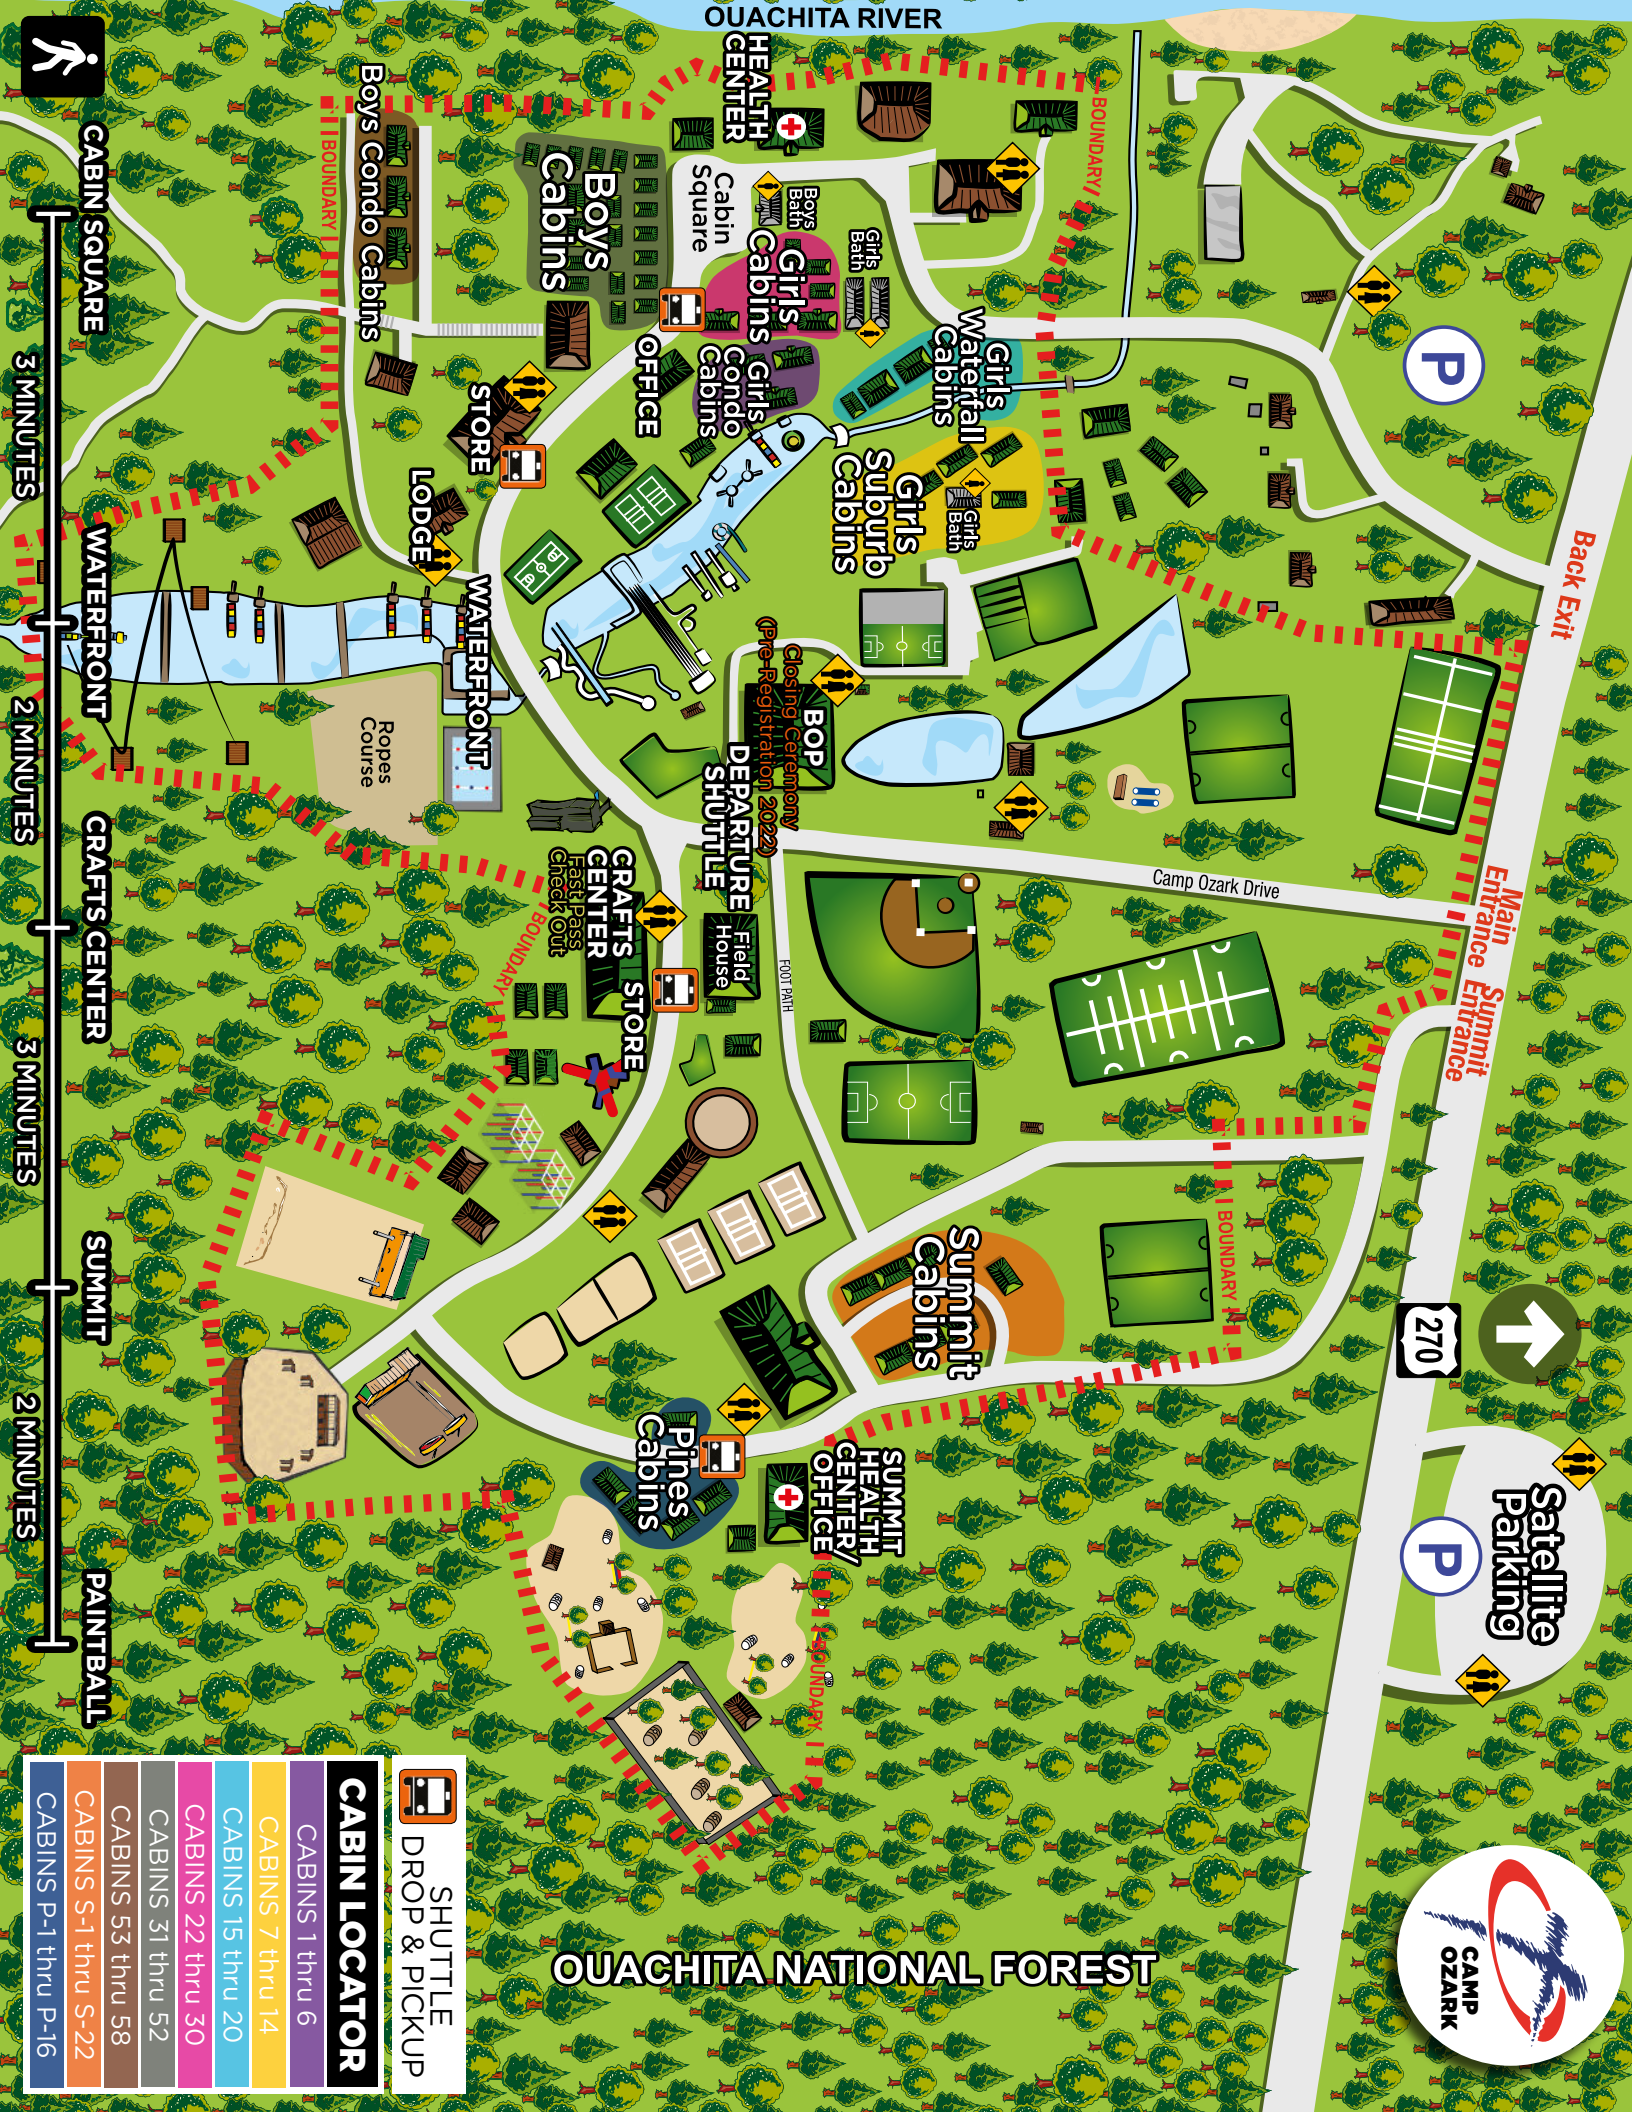 OUACHITA RIVER
HEALTH
CENTER
BOUNDARY
BOUNDARY
Boys Condo Cabins
Boys
Cabins
Cabin
Square
Boys
Bath
Girls
Bath
Girls
Cabins
Girls
Waterfall
Cabins
Girls
Condo
Cabins
OFFICE
STORE
LODGE
Girls
Suburb
Cabins
Girls
Bath
P
Back Exit
WATERFRONT
Ropes
Course
Closing Ceremony
(Pre-Registration 2022)
BOP
DEPARTURE
SHUTTLE
Camp Ozark Drive
Main
Entrance
Summit
Entrance
CRAFTS
CENTER
Fast Pass
Check Out
BOUNDARY
Field
House
FOOT PATH
STORE
BOUNDARY
Summit
Cabins
270
Pines
Cabins
SUMMIT
HEALTH
CENTER/
OFFICE
BOUNDARY
Satellite
Parking
P
CAMP
OZARK
OUACHITA NATIONAL FOREST
CABIN SQUARE
3 MINUTES
WATERFRONT
2 MINUTES
CRAFTS CENTER
3 MINUTES
SUMMIT
2 MINUTES
PAINTBALL
SHUTTLE
DROP & PICKUP
CABIN LOCATOR
CABINS 1 thru 6
CABINS 7 thru 14
CABINS 15 thru 20
CABINS 22 thru 30
CABINS 31 thru 52
CABINS 53 thru 58
CABINS S-1 thru S-22
CABINS P-1 thru P-16